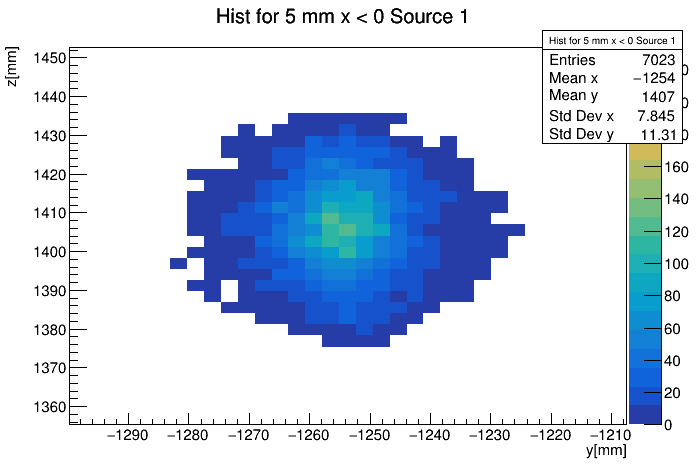 Hist for 5 mm x < 0 Source 1
Hist for 5 mm x < 0 Source 1
Entries 7023
Mean x −1254
Mean y 1407
Std Dev x 7.845
Std Dev y 11.31
z[mm]
1450
1440
1430
1420
1410
1400
1390
1380
1370
1360
−1290 −1280 −1270 −1260 −1250 −1240 −1230 −1220 −1210
y[mm]
160
140
120
100
80
60
40
20
0